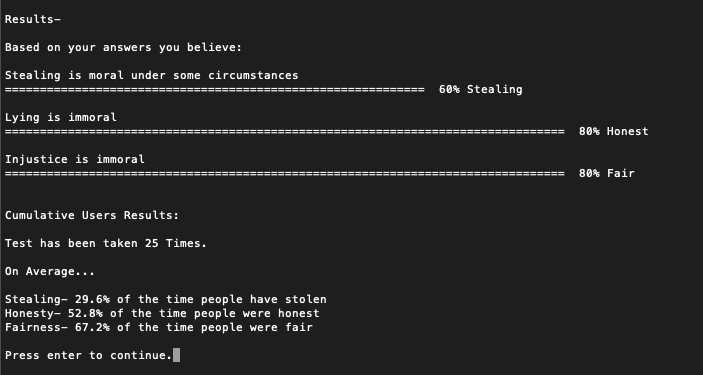 Results–
Based on your answers you believe:
Stealing is moral under some circumstances
============================================================  60% Stealing
Lying is immoral
================================================================================  80% Honest
Injustice is immoral
================================================================================  80% Fair
Cumulative Users Results:
Test has been taken 25 Times.
On Average...
Stealing– 29.6% of the time people have stolen
Honesty– 52.8% of the time people were honest
Fairness– 67.2% of the time people were fair
Press enter to continue.